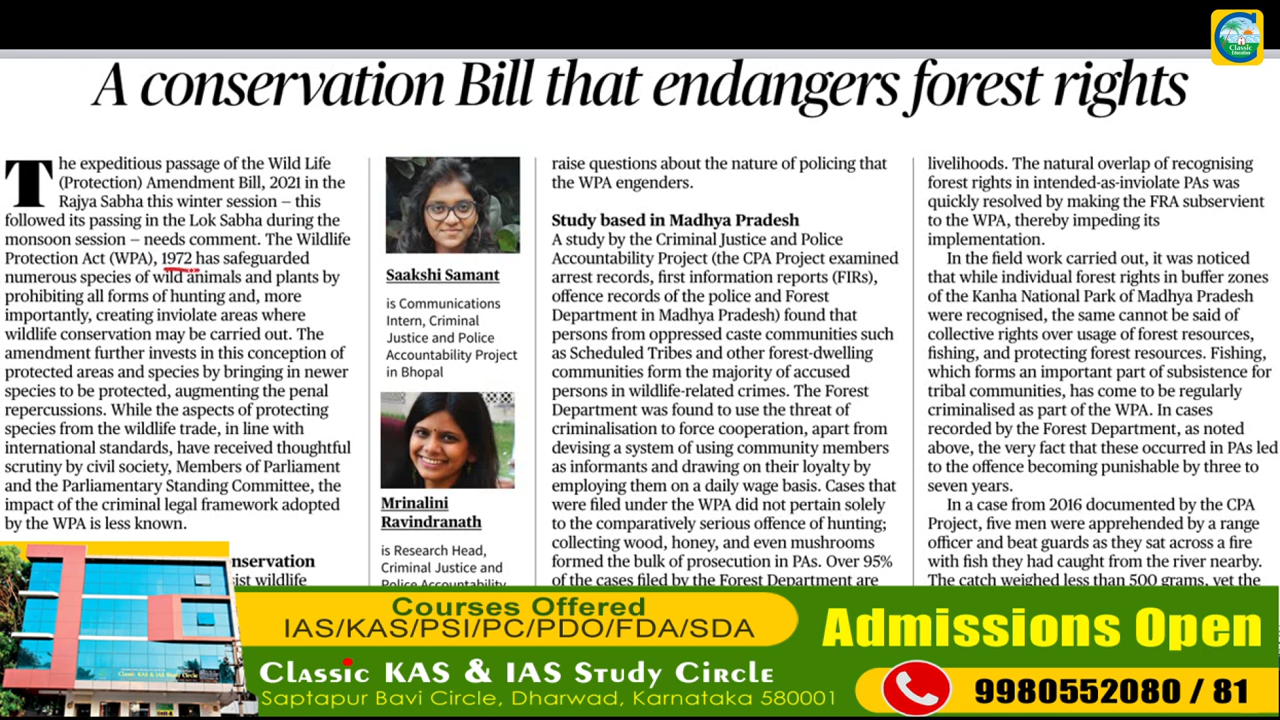 Classic
Education
A conservation Bill that endangers forest rights
The expeditious passage of the Wild Life
(Protection) Amendment Bill, 2021 in the
Rajya Sabha this winter session – this
followed its passing in the Lok Sabha during the
monsoon session – needs comment. The Wildlife
Protection Act (WPA), 1972 has safeguarded
numerous species of wild animals and plants by
prohibiting all forms of hunting and, more
importantly, creating inviolate areas where
wildlife conservation may be carried out. The
amendment further invests in this conception of
protected areas and species by bringing in newer
species to be protected, augmenting the penal
repercussions. While the aspects of protecting
species from the wildlife trade, in line with
international standards, have received thoughtful
scrutiny by civil society, Members of Parliament
and the Parliamentary Standing Committee, the
impact of the criminal legal framework adopted
by the WPA is less known.
nservation
ist wildlife
Saakshi Samant
is Communications
Intern, Criminal
Justice and Police
Accountability Project
in Bhopal
Mrinalini
Ravindranath
is Research Head,
Criminal Justice and
Police Accountability
raise questions about the nature of policing that
the WPA engenders.
Study based in Madhya Pradesh
A study by the Criminal Justice and Police
Accountability Project (the CPA Project examined
arrest records, first information reports (FIRs),
offence records of the police and Forest
Department in Madhya Pradesh) found that
persons from oppressed caste communities such
as Scheduled Tribes and other forest-dwelling
communities form the majority of accused
persons in wildlife-related crimes. The Forest
Department was found to use the threat of
criminalisation to force cooperation, apart from
devising a system of using community members
as informants and drawing on their loyalty by
employing them on a daily wage basis. Cases that
were filed under the WPA did not pertain solely
to the comparatively serious offence of hunting;
collecting wood, honey, and even mushrooms
formed the bulk of prosecution in PAs. Over 95%
of the cases filed by the Forest Department are
livelihoods. The natural overlap of recognising
forest rights in intended-as-inviolate PAs was
quickly resolved by making the FRA subservient
to the WPA, thereby impeding its
implementation.
In the field work carried out, it was noticed
that while individual forest rights in buffer zones
of the Kanha National Park of Madhya Pradesh
were recognised, the same cannot be said of
collective rights over usage of forest resources,
fishing, and protecting forest resources. Fishing,
which forms an important part of subsistence for
tribal communities, has come to be regularly
criminalised as part of the WPA. In cases
recorded by the Forest Department, as noted
above, the very fact that these occurred in PAs led
to the offence becoming punishable by three to
seven years.
In a case from 2016 documented by the CPA
Project, five men were apprehended by a range
officer and beat guards as they sat across a fire
with fish they had caught from the river nearby.
The catch weighed less than 500 grams, yet the
Courses Offered
IAS/KAS/PSI/PC/PDO/FDA/SDA
Classic KAS & IAS Study Circle
Saptapur Bavi Circle, Dharwad, Karnataka 580001
Admissions Open
9980552080 / 81